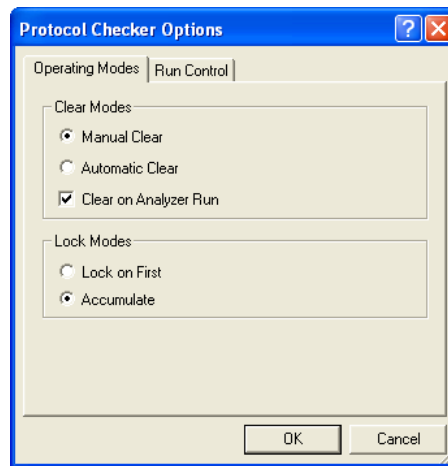 Protocol Checker Options
Operating Modes
Run Control
Clear Modes
Manual Clear
Automatic Clear
Clear on Analyzer Run
Lock Modes
Lock on First
Accumulate
OK
Cancel